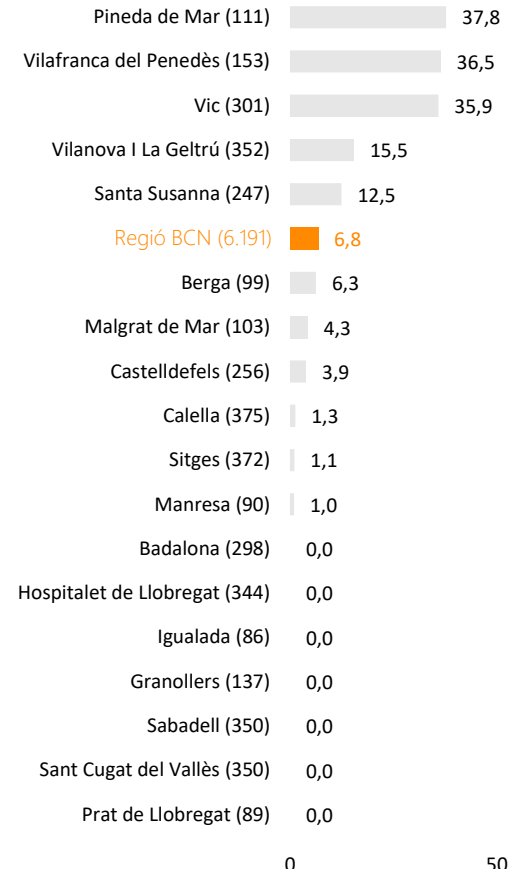 Pineda de Mar (111) 37,8
Vilafranca del Penedès (153) 36,5
Vic (301) 35,9
Vilanova I La Geltrú (352) 15,5
Santa Susanna (247) 12,5
Regió BCN (6.191) 6,8
Berga (99) 6,3
Malgrat de Mar (103) 4,3
Castelldefels (256) 3,9
Calella (375) 1,3
Sitges (372) 1,1
Manresa (90) 1,0
Badalona (298) 0,0
Hospitalet de Llobregat (344) 0,0
Igualada (86) 0,0
Granollers (137) 0,0
Sabadell (350) 0,0
Sant Cugat del Vallès (350) 0,0
Prat de Llobregat (89) 0,0
0 50